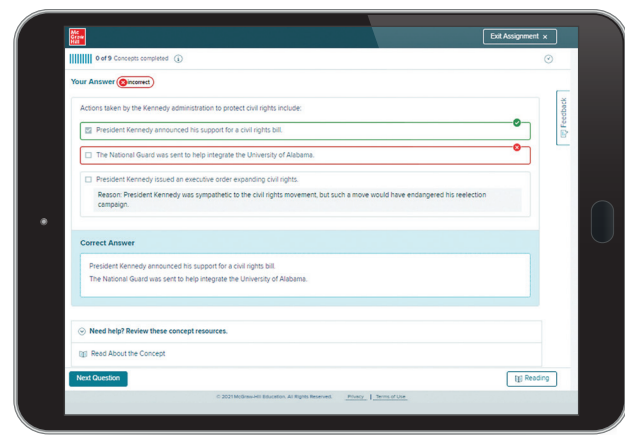 Mc
Graw
Hill
Exit Assignment ×
0 of 9 Concepts completed
Your Answer incorrect
Feedback
Actions taken by the Kennedy administration to protect civil rights include:
President Kennedy announced his support for a civil rights bill.
The National Guard was sent to help integrate the University of Alabama.
President Kennedy issued an executive order expanding civil rights.
Reason: President Kennedy was sympathetic to the civil rights movement, but such a move would have endangered his reelection
campaign.
Correct Answer
President Kennedy announced his support for a civil rights bill.
The National Guard was sent to help integrate the University of Alabama.
Need help? Review these concept resources.
Read About the Concept
Next Question
Reading
© 2021 McGraw-Hill Education. All Rights Reserved. Privacy | Terms of Use